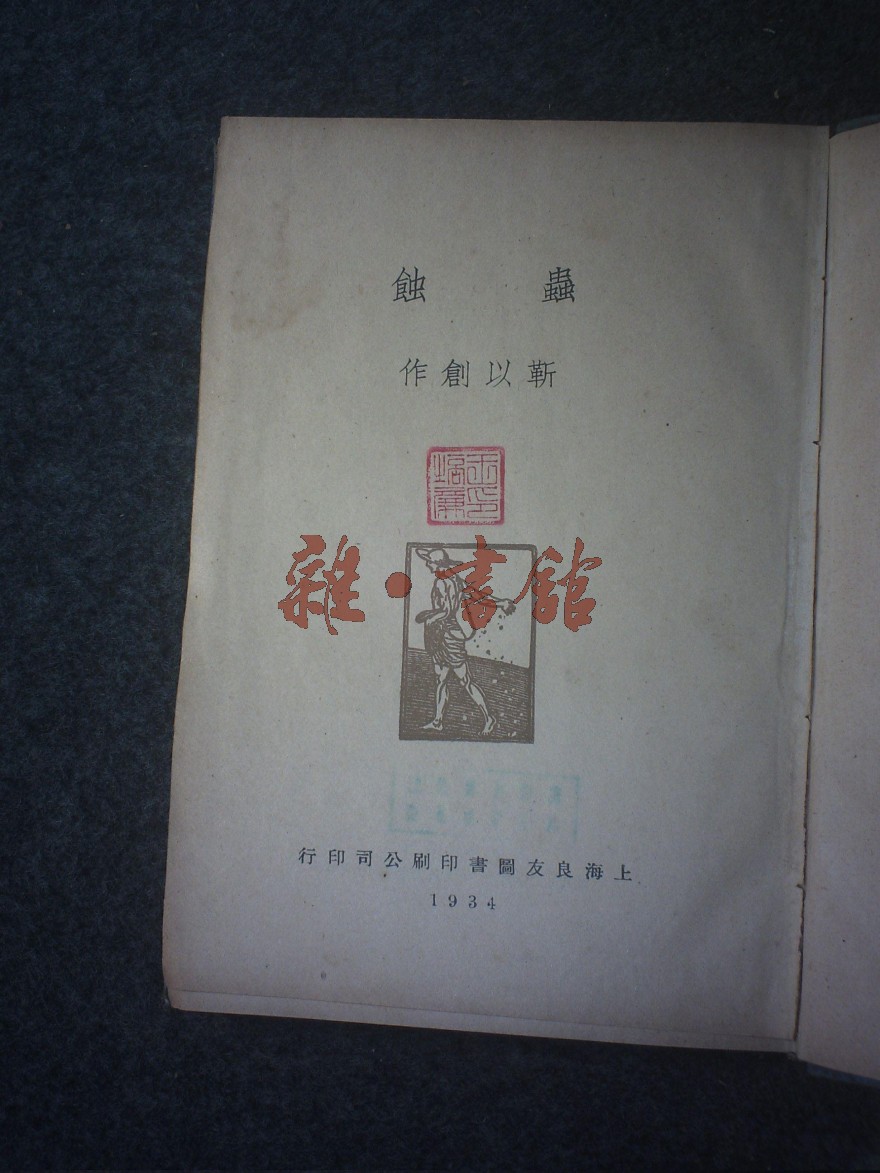 蟲蝕
靳以創作
雜·書館
上海良友圖書印刷公司印行
1934